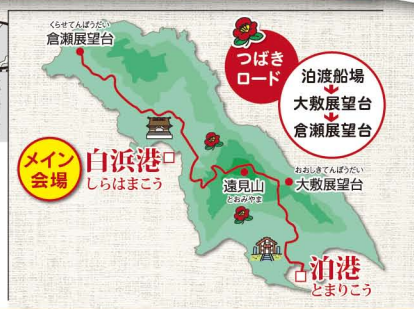 くらせてんぼうだい
倉瀬展望台
つばき
ロード
泊渡船場
大敷展望台
倉瀬展望台
メイン
会場
白浜港
しらはまこう
遠見山
とおみやま
おおしきてんぼうだい
大敷展望台
泊港
とまりこう